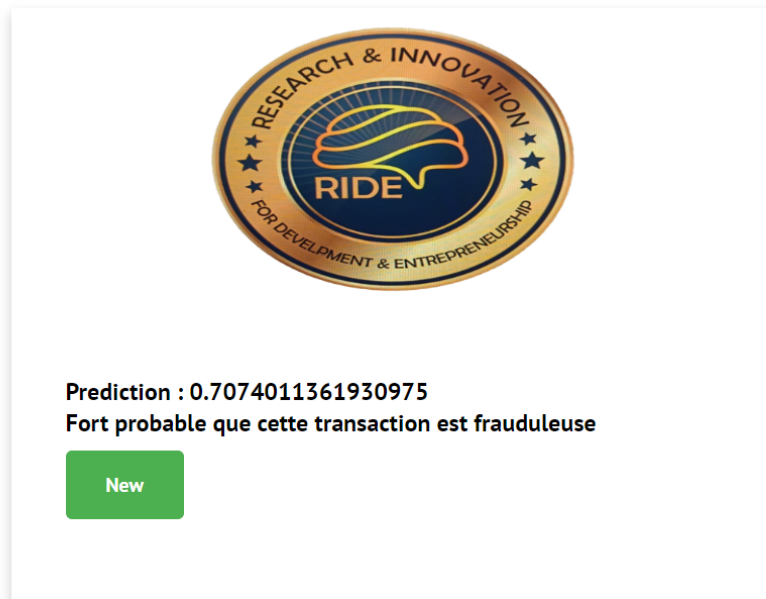 RESEARCH & INNOVATION
RIDE
FOR DEVELPMENT & ENTREPRENEURSHIP
Prediction : 0.7074011361930975
Fort probable que cette transaction est frauduleuse
New